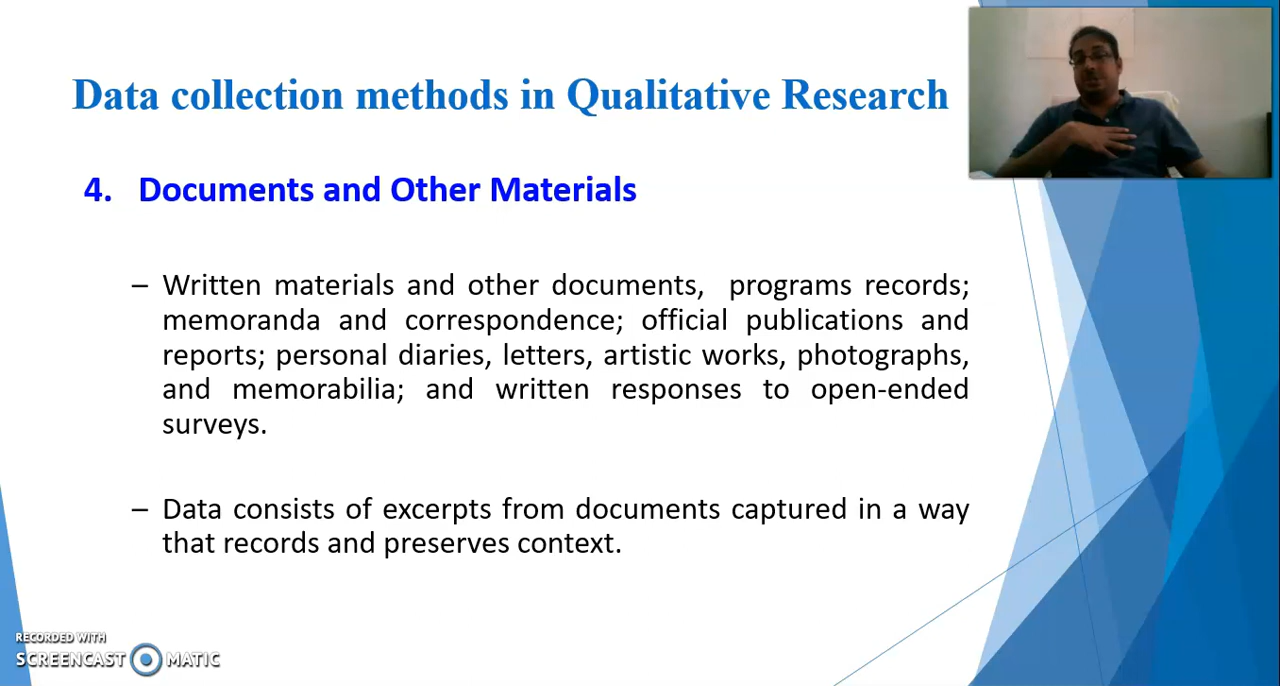 Data collection methods in Qualitative Research
4. Documents and Other Materials
– Written materials and other documents, programs records;
memoranda and correspondence; official publications and
reports; personal diaries, letters, artistic works, photographs,
and memorabilia; and written responses to open-ended
surveys.
– Data consists of excerpts from documents captured in a way
that records and preserves context.
RECORDED WITH
SCREENCAST MATIC